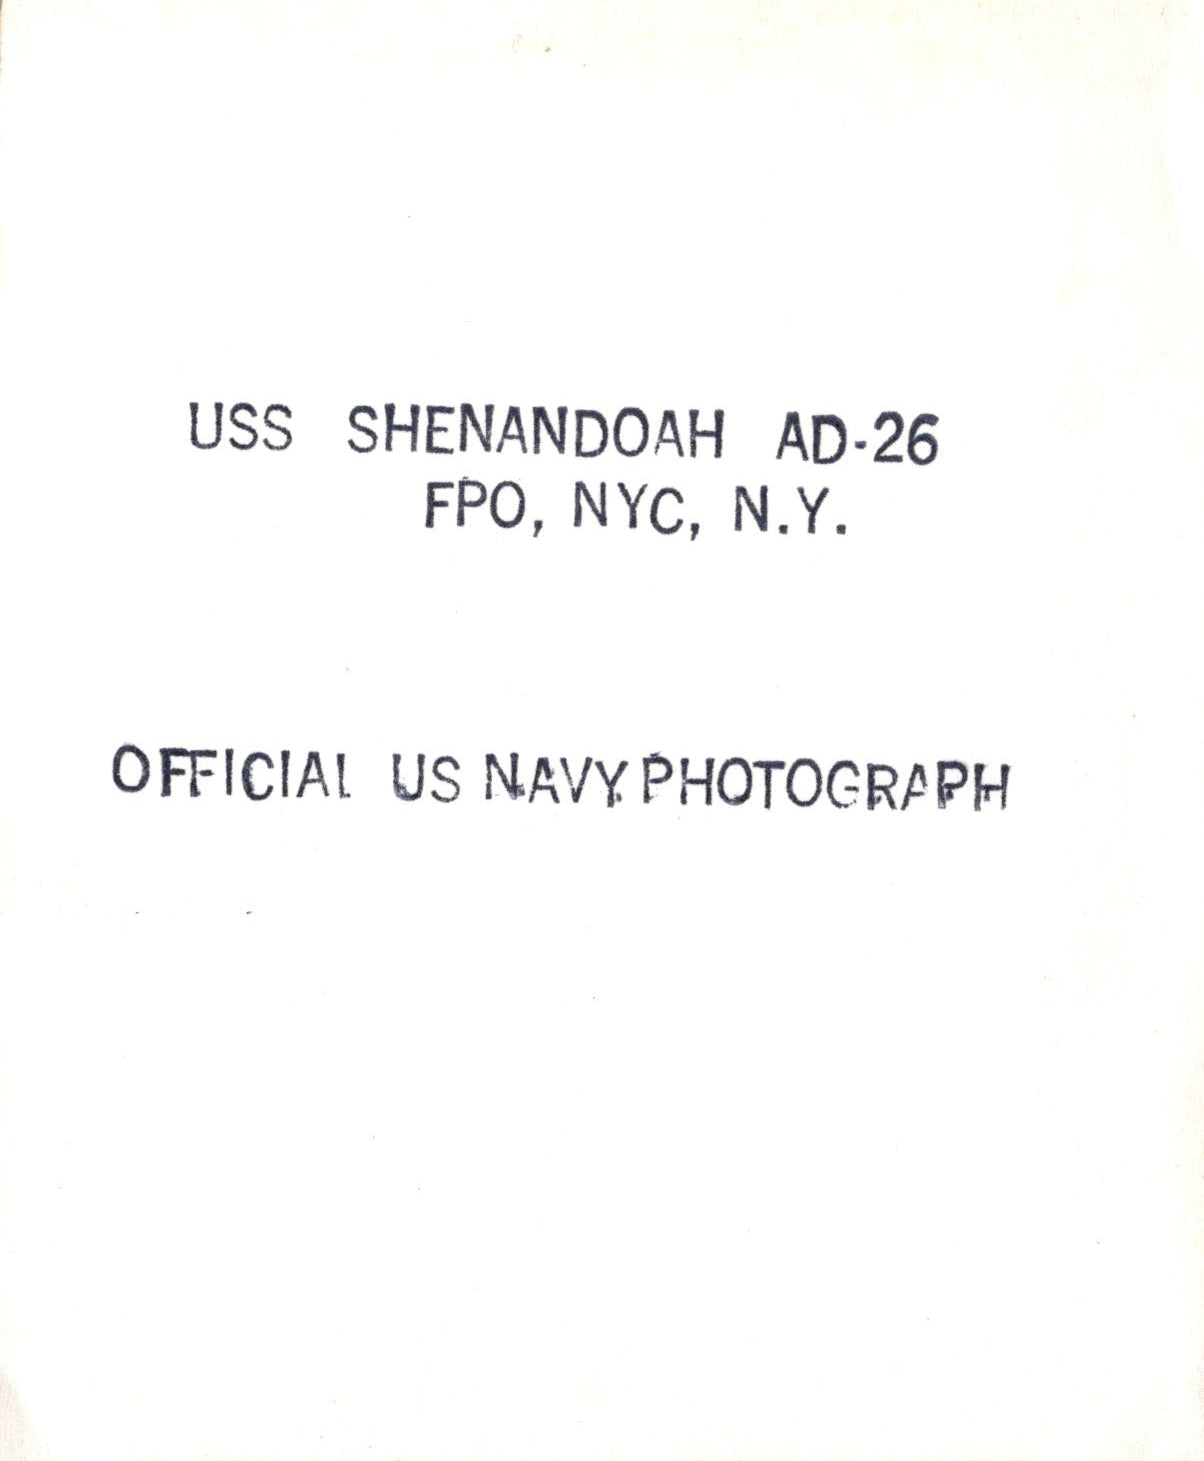 USS SHENANDOAH AD-26
FPO, NYC, N.Y.
OFFICIAL US NAVY PHOTOGRAPH